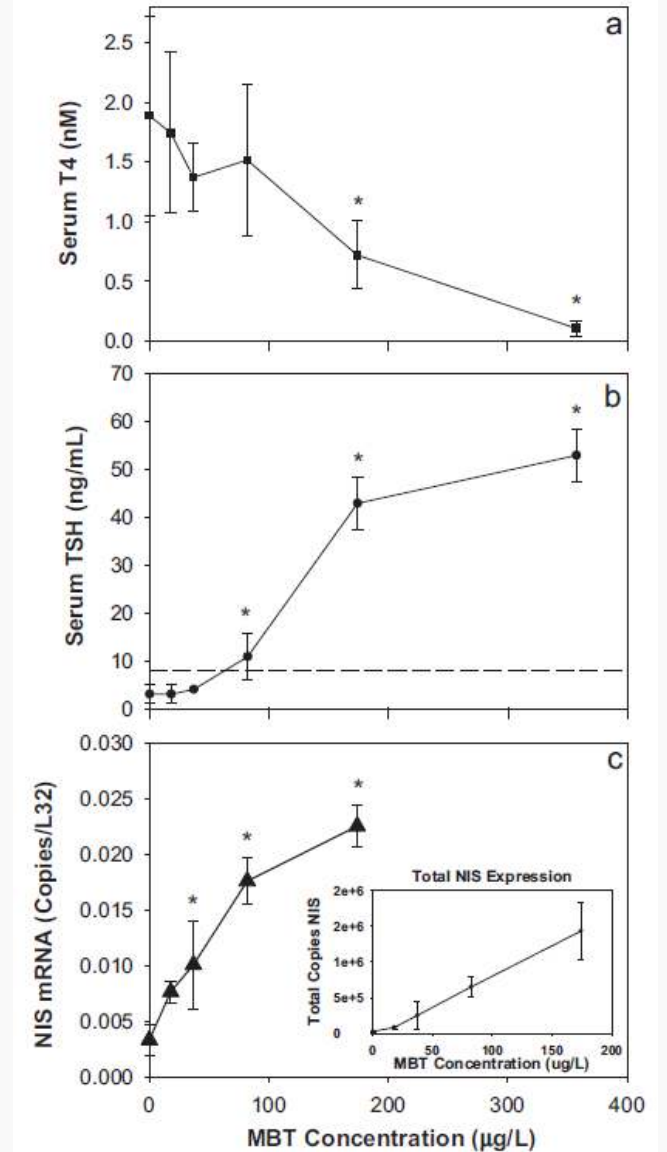 a
2.5
2.0
1.5
1.0
0.5
0.0
Serum T4 (nM)
*
*
b
70
60
50
40
30
20
10
0
Serum TSH (ng/mL)
*
*
*
c
0.030
0.025
0.020
0.015
0.010
0.005
0.000
NIS mRNA (Copies/L32)
*
*
*
Total NIS Expression
2e+6
2e+6
1e+6
5e+5
0
Total Copies NIS
0 50 100 150 200
MBT Concentration (ug/L)
0 100 200 300 400
MBT Concentration (µg/L)